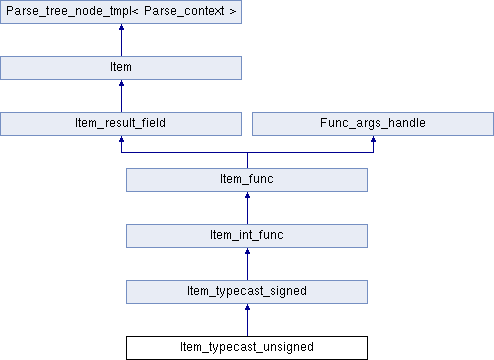 Parse_tree_node_tmpl< Parse_context >
Item
Item_result_field
Func_args_handle
Item_func
Item_int_func
Item_typecast_signed
Item_typecast_unsigned